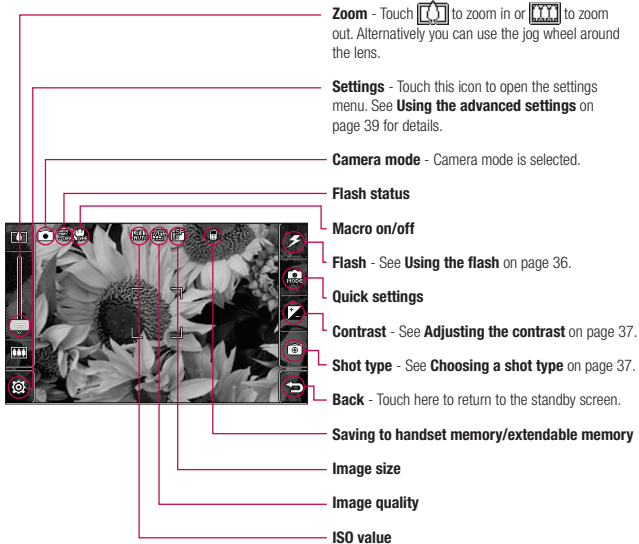 Zoom - Touch to zoom in or to zoom
out. Alternatively you can use the jog wheel around
the lens.
Settings - Touch this icon to open the settings
menu. See Using the advanced settings on
page 39 for details.
Camera mode - Camera mode is selected.
Flash status
Macro on/off
Flash - See Using the flash on page 36.
Quick settings
Contrast - See Adjusting the contrast on page 37.
Shot type - See Choosing a shot type on page 37.
Back - Touch here to return to the standby screen.
Saving to handset memory/extendable memory
Image size
Image quality
ISO value
MODE